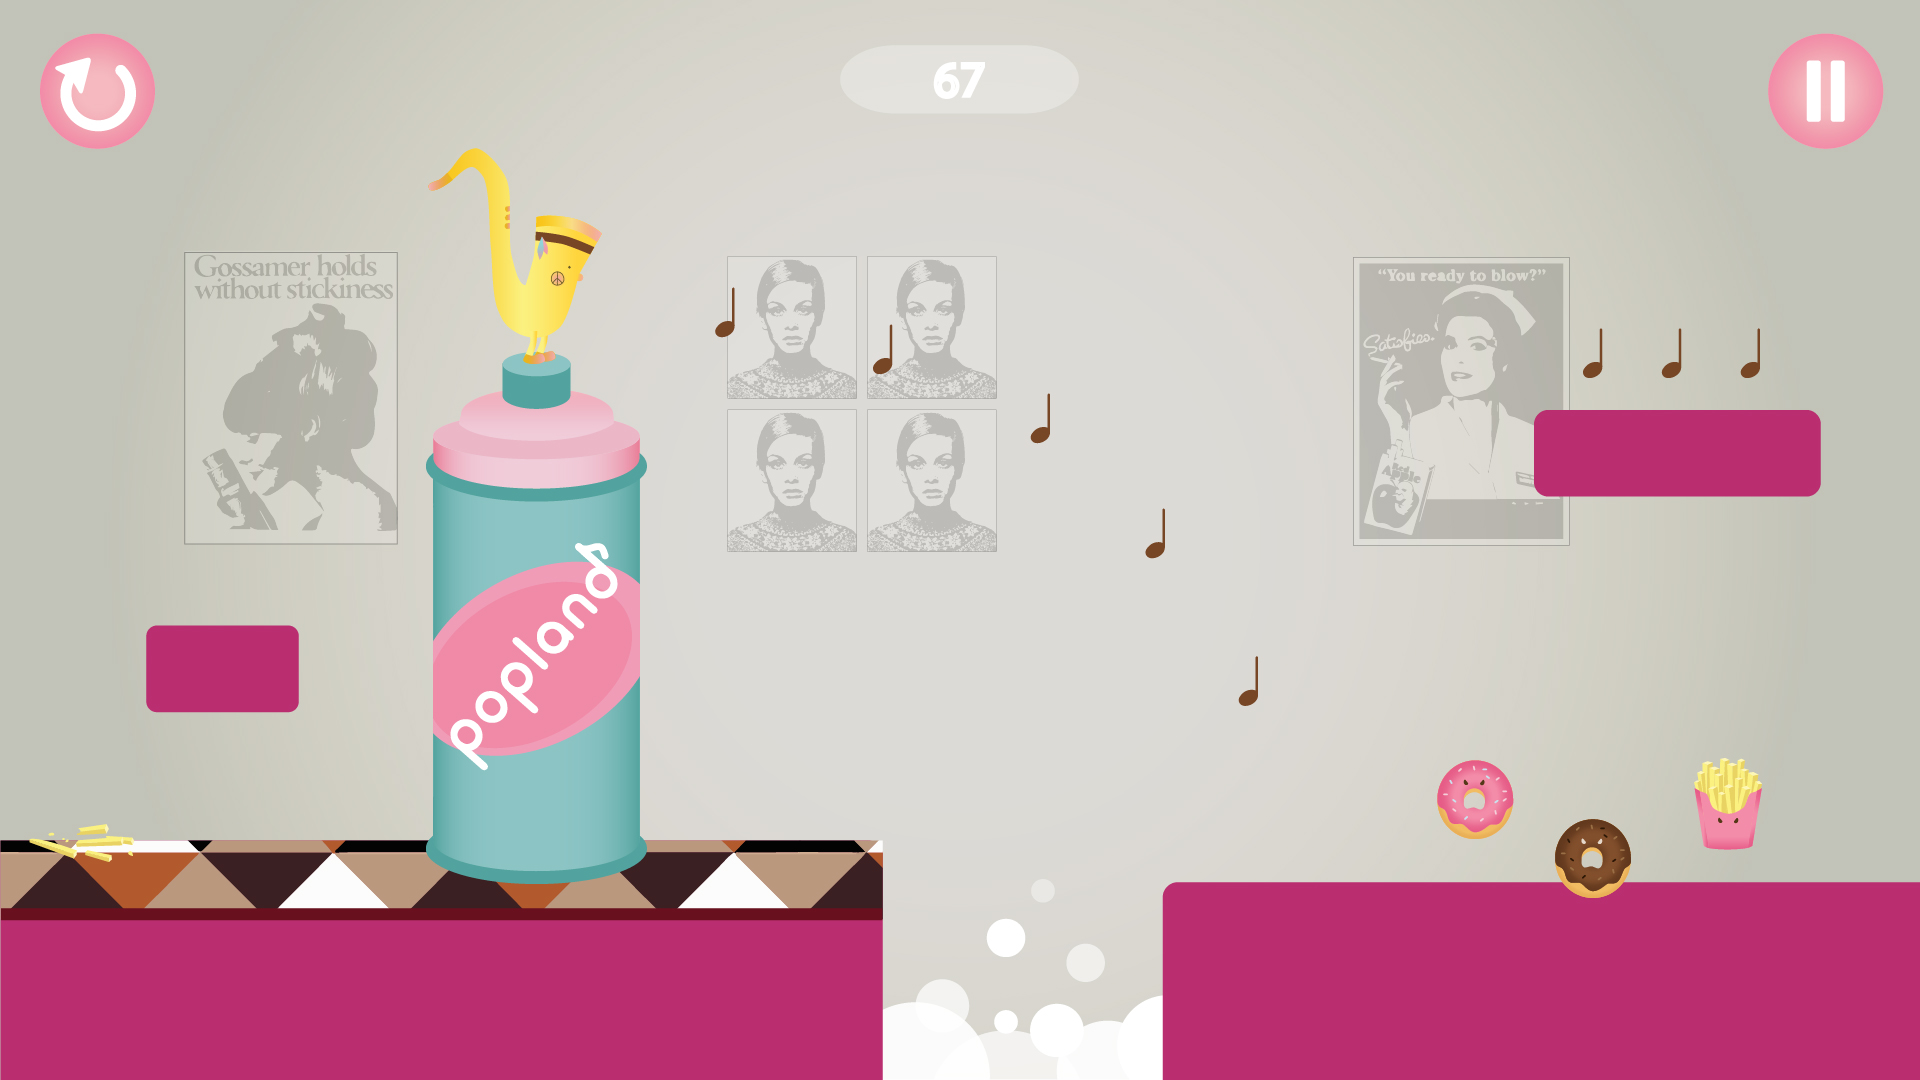 67
Gossamer holds
without stickiness
"You ready to blow?"
Satisfies.
popland